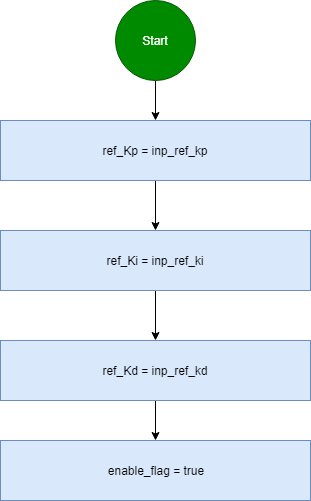 Start
ref_Kp = inp_ref_kp
ref_Ki = inp_ref_ki
ref_Kd = inp_ref_kd
enable_flag = true